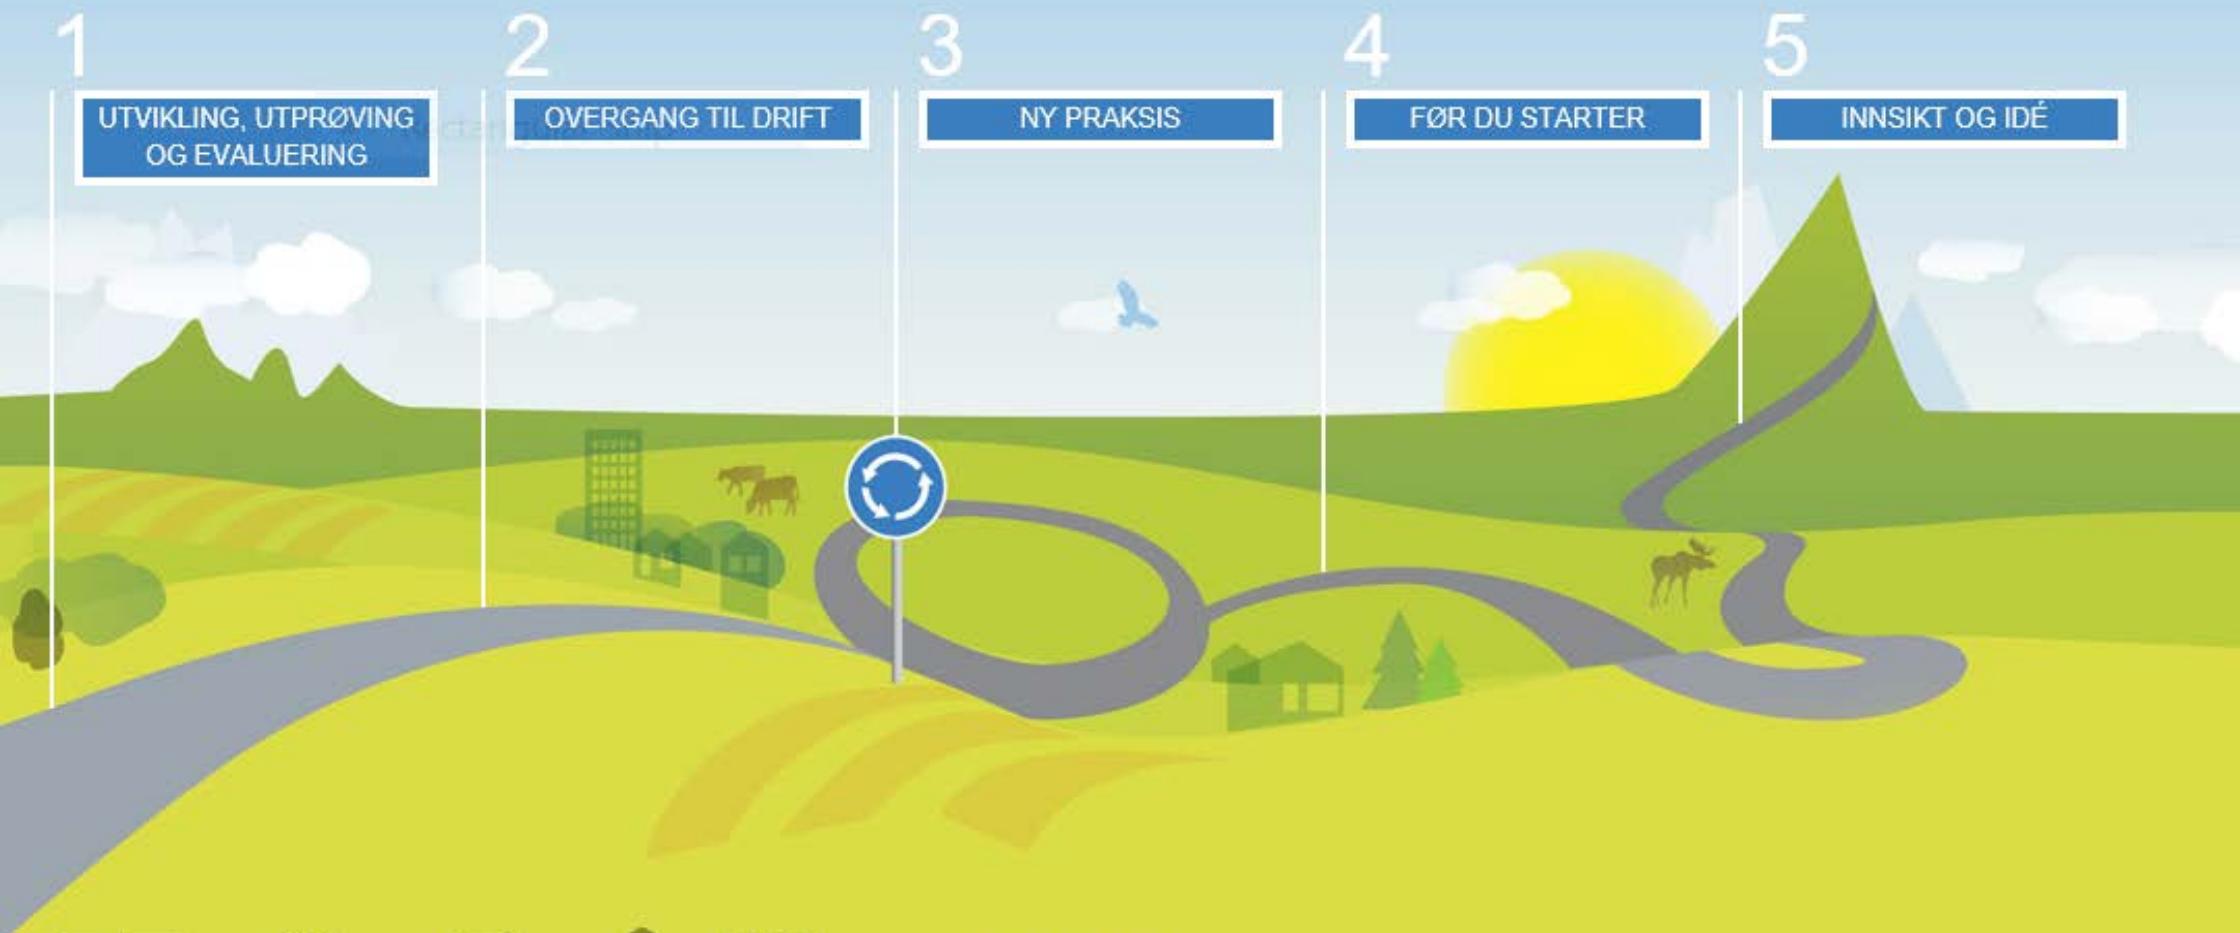 1
UTVIKLING, UTPRØVING
OG EVALUERING
2
OVERGANG TIL DRIFT
3
NY PRAKSIS
4
FØR DU STARTER
5
INNSIKT OG IDÉ